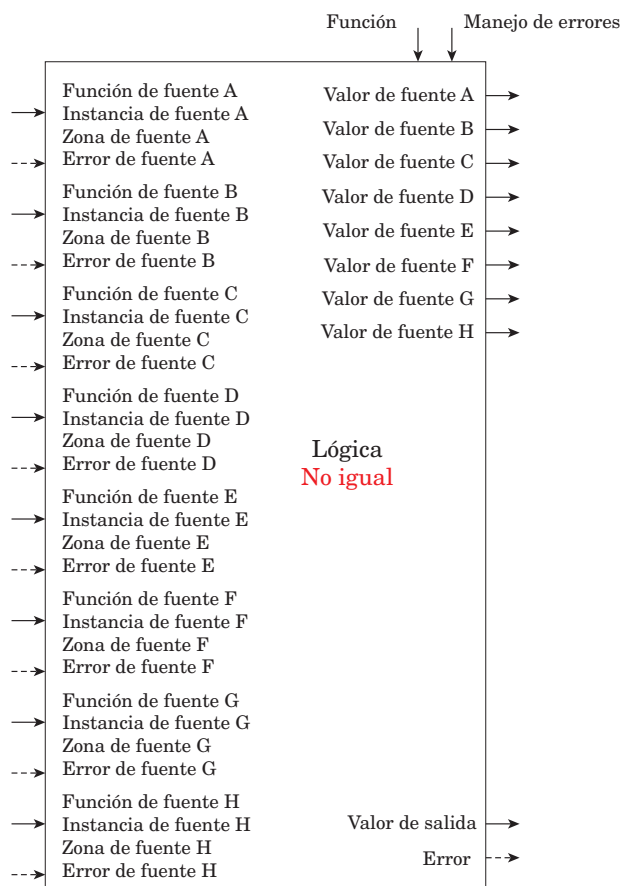 Función
Manejo de errores
Función de fuente A
Instancia de fuente A
Zona de fuente A
Error de fuente A
Función de fuente B
Instancia de fuente B
Zona de fuente B
Error de fuente B
Función de fuente C
Instancia de fuente C
Zona de fuente C
Error de fuente C
Función de fuente D
Instancia de fuente D
Zona de fuente D
Error de fuente D
Función de fuente E
Instancia de fuente E
Zona de fuente E
Error de fuente E
Función de fuente F
Instancia de fuente F
Zona de fuente F
Error de fuente F
Función de fuente G
Instancia de fuente G
Zona de fuente G
Error de fuente G
Función de fuente H
Instancia de fuente H
Zona de fuente H
Error de fuente H
Valor de fuente A
Valor de fuente B
Valor de fuente C
Valor de fuente D
Valor de fuente E
Valor de fuente F
Valor de fuente G
Valor de fuente H
Lógica
No igual
Valor de salida
Error